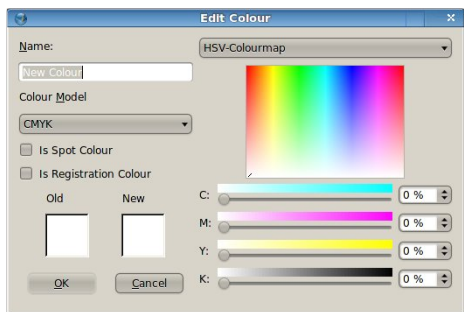 Edit Colour
Name:
New Colour
Colour Model
CMYK
Is Spot Colour
Is Registration Colour
Old New
OK Cancel
HSV-Colourmap
C: 0 %
M: 0 %
Y: 0 %
K: 0 %